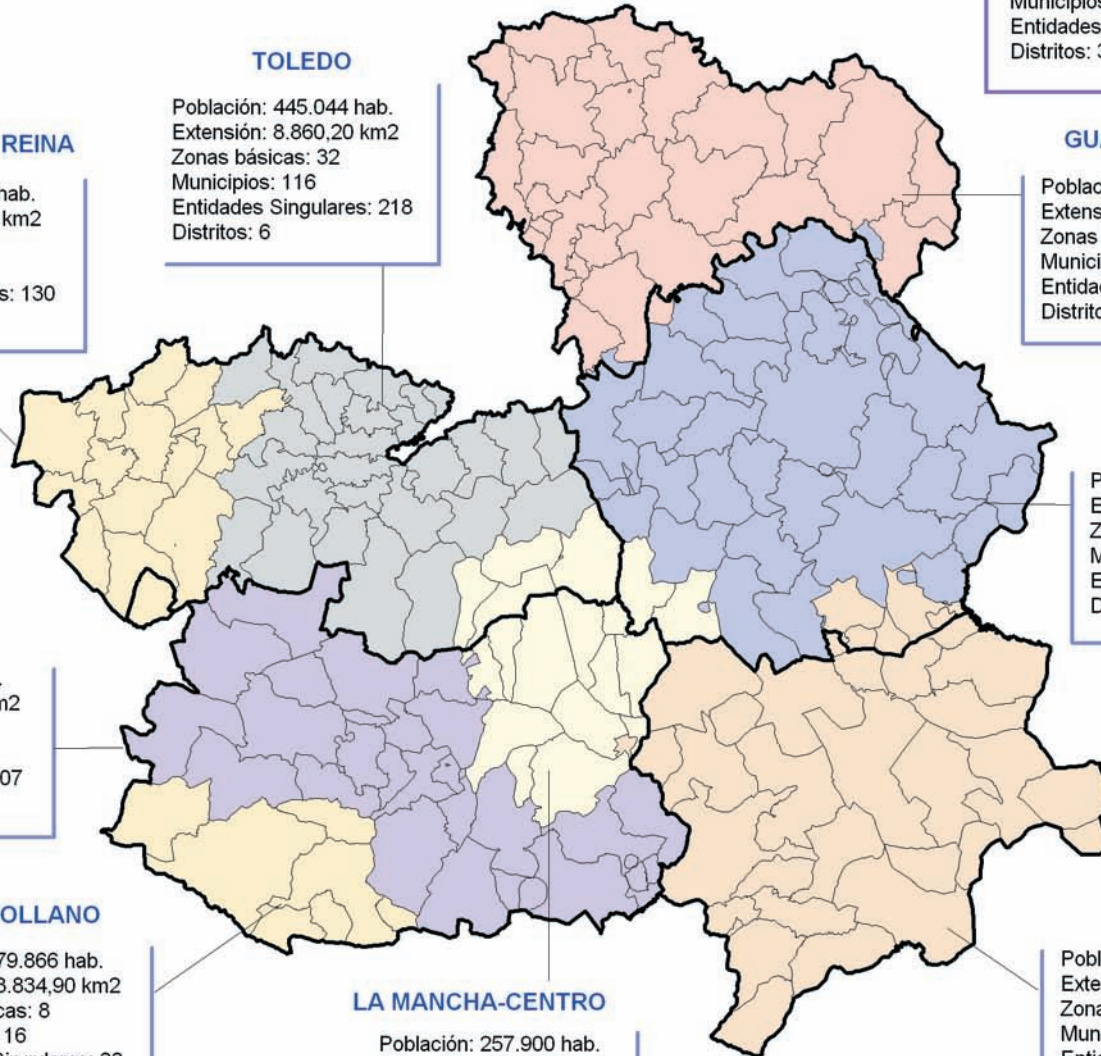 Municipios
Entidades
Distritos: 3
TOLEDO
Población: 445.044 hab.
Extensión: 8.860,20 km2
Zonas básicas: 32
Municipios: 116
Entidades Singulares: 218
Distritos: 6
REINA
hab.
km2
s: 130
GUA
Poblac
Extens
Zonas
Munici
Entidad
Distrito
P
E
Z
M
E
D
m2
07
OLLANO
79.866 hab.
3.834,90 km2
cas: 8
16
LA MANCHA-CENTRO
Población: 257.900 hab.
Pobl
Exte
Zona
Mun